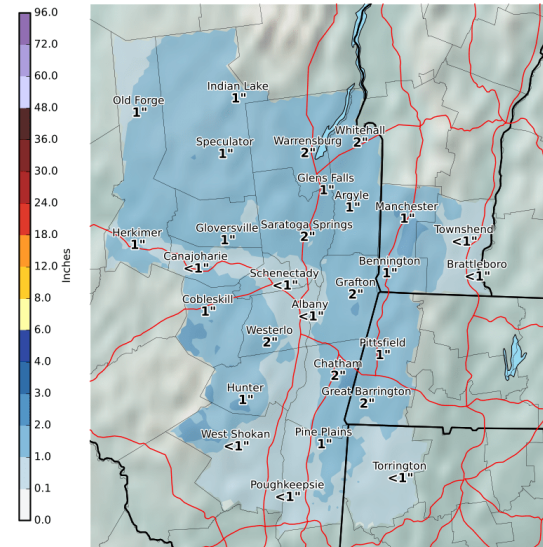 96.0
72.0
60.0
48.0
36.0
30.0
24.0
18.0
12.0
8.0
6.0
4.0
3.0
2.0
1.0
0.1
0.0
Inches
Old Forge
1"
Indian Lake
1"
Speculator
1"
Warrensburg
2"
Whitehall
2"
Glens Falls
1"
Argyle
1"
Manchester
1"
Herkimer
1"
Gloversville
1"
Saratoga Springs
2"
Townshend
<1"
Canajoharie
<1"
Schenectady
<1"
Bennington
1"
Brattleboro
<1"
Grafton
2"
Cobleskill
1"
Albany
<1"
Westerlo
2"
Pittsfield
1"
Chatham
2"
Hunter
1"
Great Barrington
2"
West Shokan
<1"
Pine Plains
1"
Torrington
<1"
Poughkeepsie
<1"